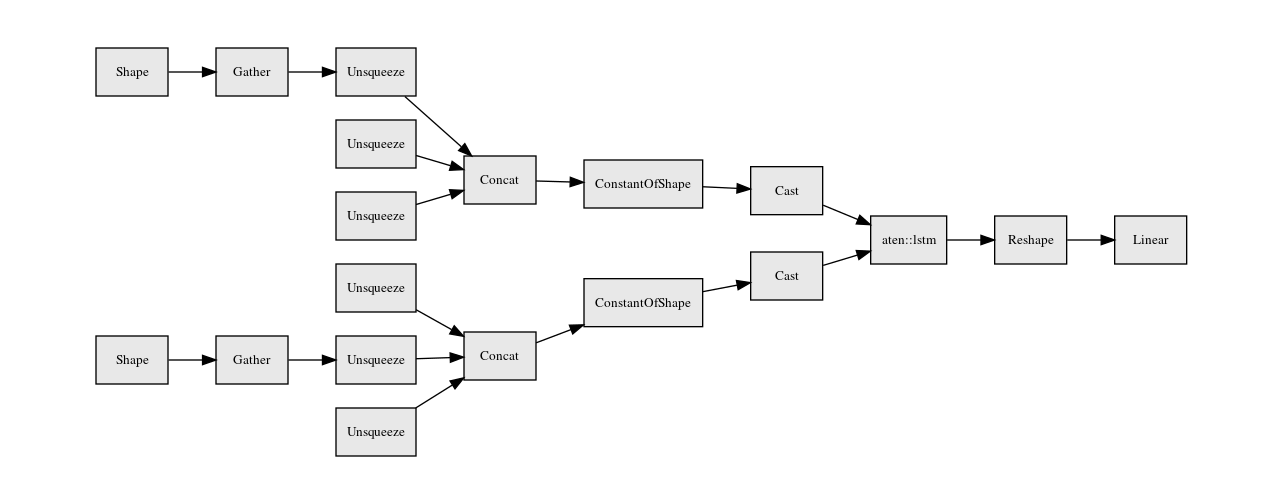 Shape
Gather
Unsqueeze
Unsqueeze
Unsqueeze
Concat
ConstantOfShape
Cast
Unsqueeze
Shape
Gather
Unsqueeze
Unsqueeze
Concat
ConstantOfShape
Cast
aten::lstm
Reshape
Linear